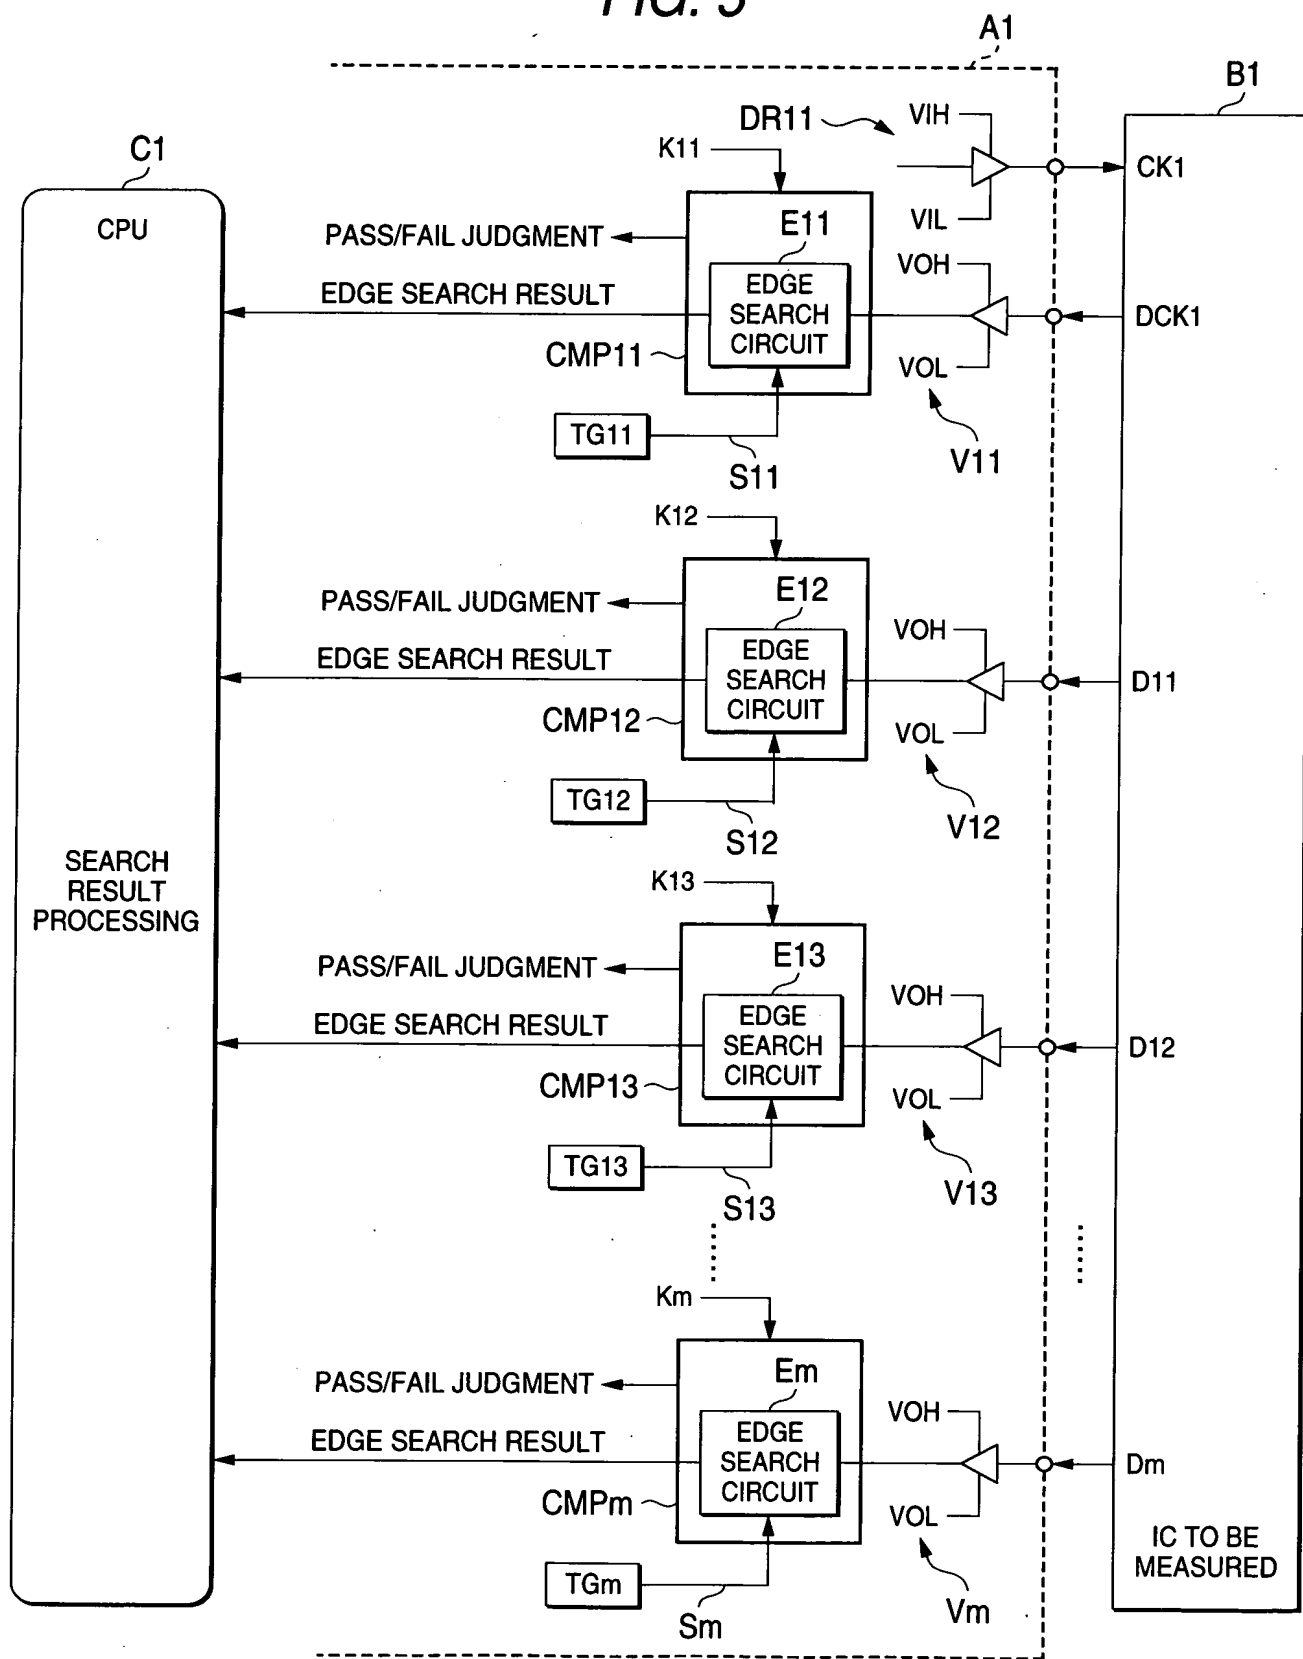 FIG. 3
A1
B1
C1
CPU
SEARCH
RESULT
PROCESSING
DR11
VIH
VIL
CK1
K11
PASS/FAIL JUDGMENT
E11
EDGE
SEARCH
CIRCUIT
EDGE SEARCH RESULT
CMP11
VOH
VOL
DCK1
TG11
S11
V11
K12
PASS/FAIL JUDGMENT
E12
EDGE
SEARCH
CIRCUIT
EDGE SEARCH RESULT
CMP12
VOH
VOL
D11
TG12
S12
V12
K13
PASS/FAIL JUDGMENT
E13
EDGE
SEARCH
CIRCUIT
EDGE SEARCH RESULT
CMP13
VOH
VOL
D12
TG13
S13
V13
Km
PASS/FAIL JUDGMENT
Em
EDGE
SEARCH
CIRCUIT
EDGE SEARCH RESULT
CMPm
VOH
VOL
Dm
TGm
Sm
Vm
IC TO BE
MEASURED